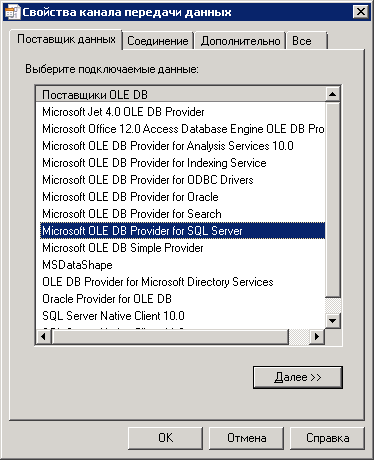 Свойства канала передачи данных
Поставщик данных Соединение Дополнительно Все
Выберите подключаемые данные:
Поставщики OLE DB
Microsoft Jet 4.0 OLE DB Provider
Microsoft Office 12.0 Access Database Engine OLE DB Pro
Microsoft OLE DB Provider for Analysis Services 10.0
Microsoft OLE DB Provider for Indexing Service
Microsoft OLE DB Provider for ODBC Drivers
Microsoft OLE DB Provider for Oracle
Microsoft OLE DB Provider for Search
Microsoft OLE DB Provider for SQL Server
Microsoft OLE DB Simple Provider
MSDataShape
OLE DB Provider for Microsoft Directory Services
Oracle Provider for OLE DB
SQL Server Native Client 10.0
Далее >>
OK Отмена Справка